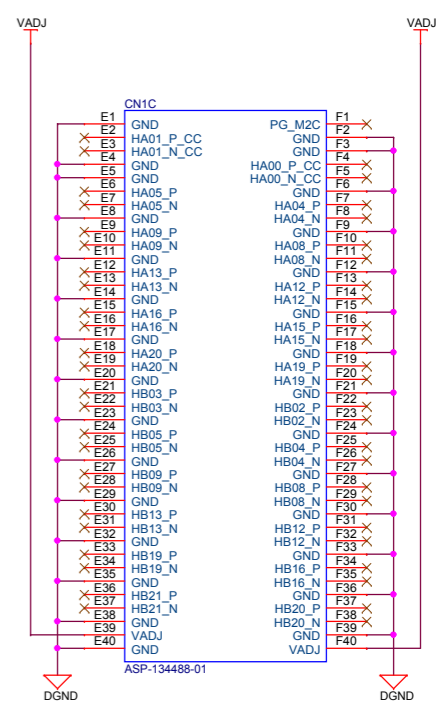 VADJ VADJ
CN1C
E1 GND PG_M2C F1
E2 HA01_P_CC GND F2
E3 HA01_N_CC GND F3
E4 GND HA00_P_CC F4
E5 GND HA00_N_CC F5
E6 HA05_P GND F6
E7 HA05_N HA04_P F7
E8 GND HA04_N F8
E9 HA09_P GND F9
E10 HA09_N HA08_P F10
E11 GND HA08_N F11
E12 HA13_P GND F12
E13 HA13_N HA12_P F13
E14 GND HA12_N F14
E15 HA16_P GND F15
E16 HA16_N HA15_P F16
E17 GND HA15_N F17
E18 HA20_P GND F18
E19 HA20_N HA19_P F19
E20 GND HA19_N F20
E21 HB03_P GND F21
E22 HB03_N HB02_P F22
E23 GND HB02_N F23
E24 HB05_P GND F24
E25 HB05_N HB04_P F25
E26 GND HB04_N F26
E27 HB09_P GND F27
E28 HB09_N HB08_P F28
E29 GND HB08_N F29
E30 HB13_P GND F30
E31 HB13_N HB12_P F31
E32 GND HB12_N F32
E33 HB19_P GND F33
E34 HB19_N HB16_P F34
E35 GND HB16_N F35
E36 HB21_P GND F36
E37 HB21_N HB20_P F37
E38 GND HB20_N F38
E39 VADJ GND F39
E40 GND VADJ F40
ASP-134488-01
DGND DGND